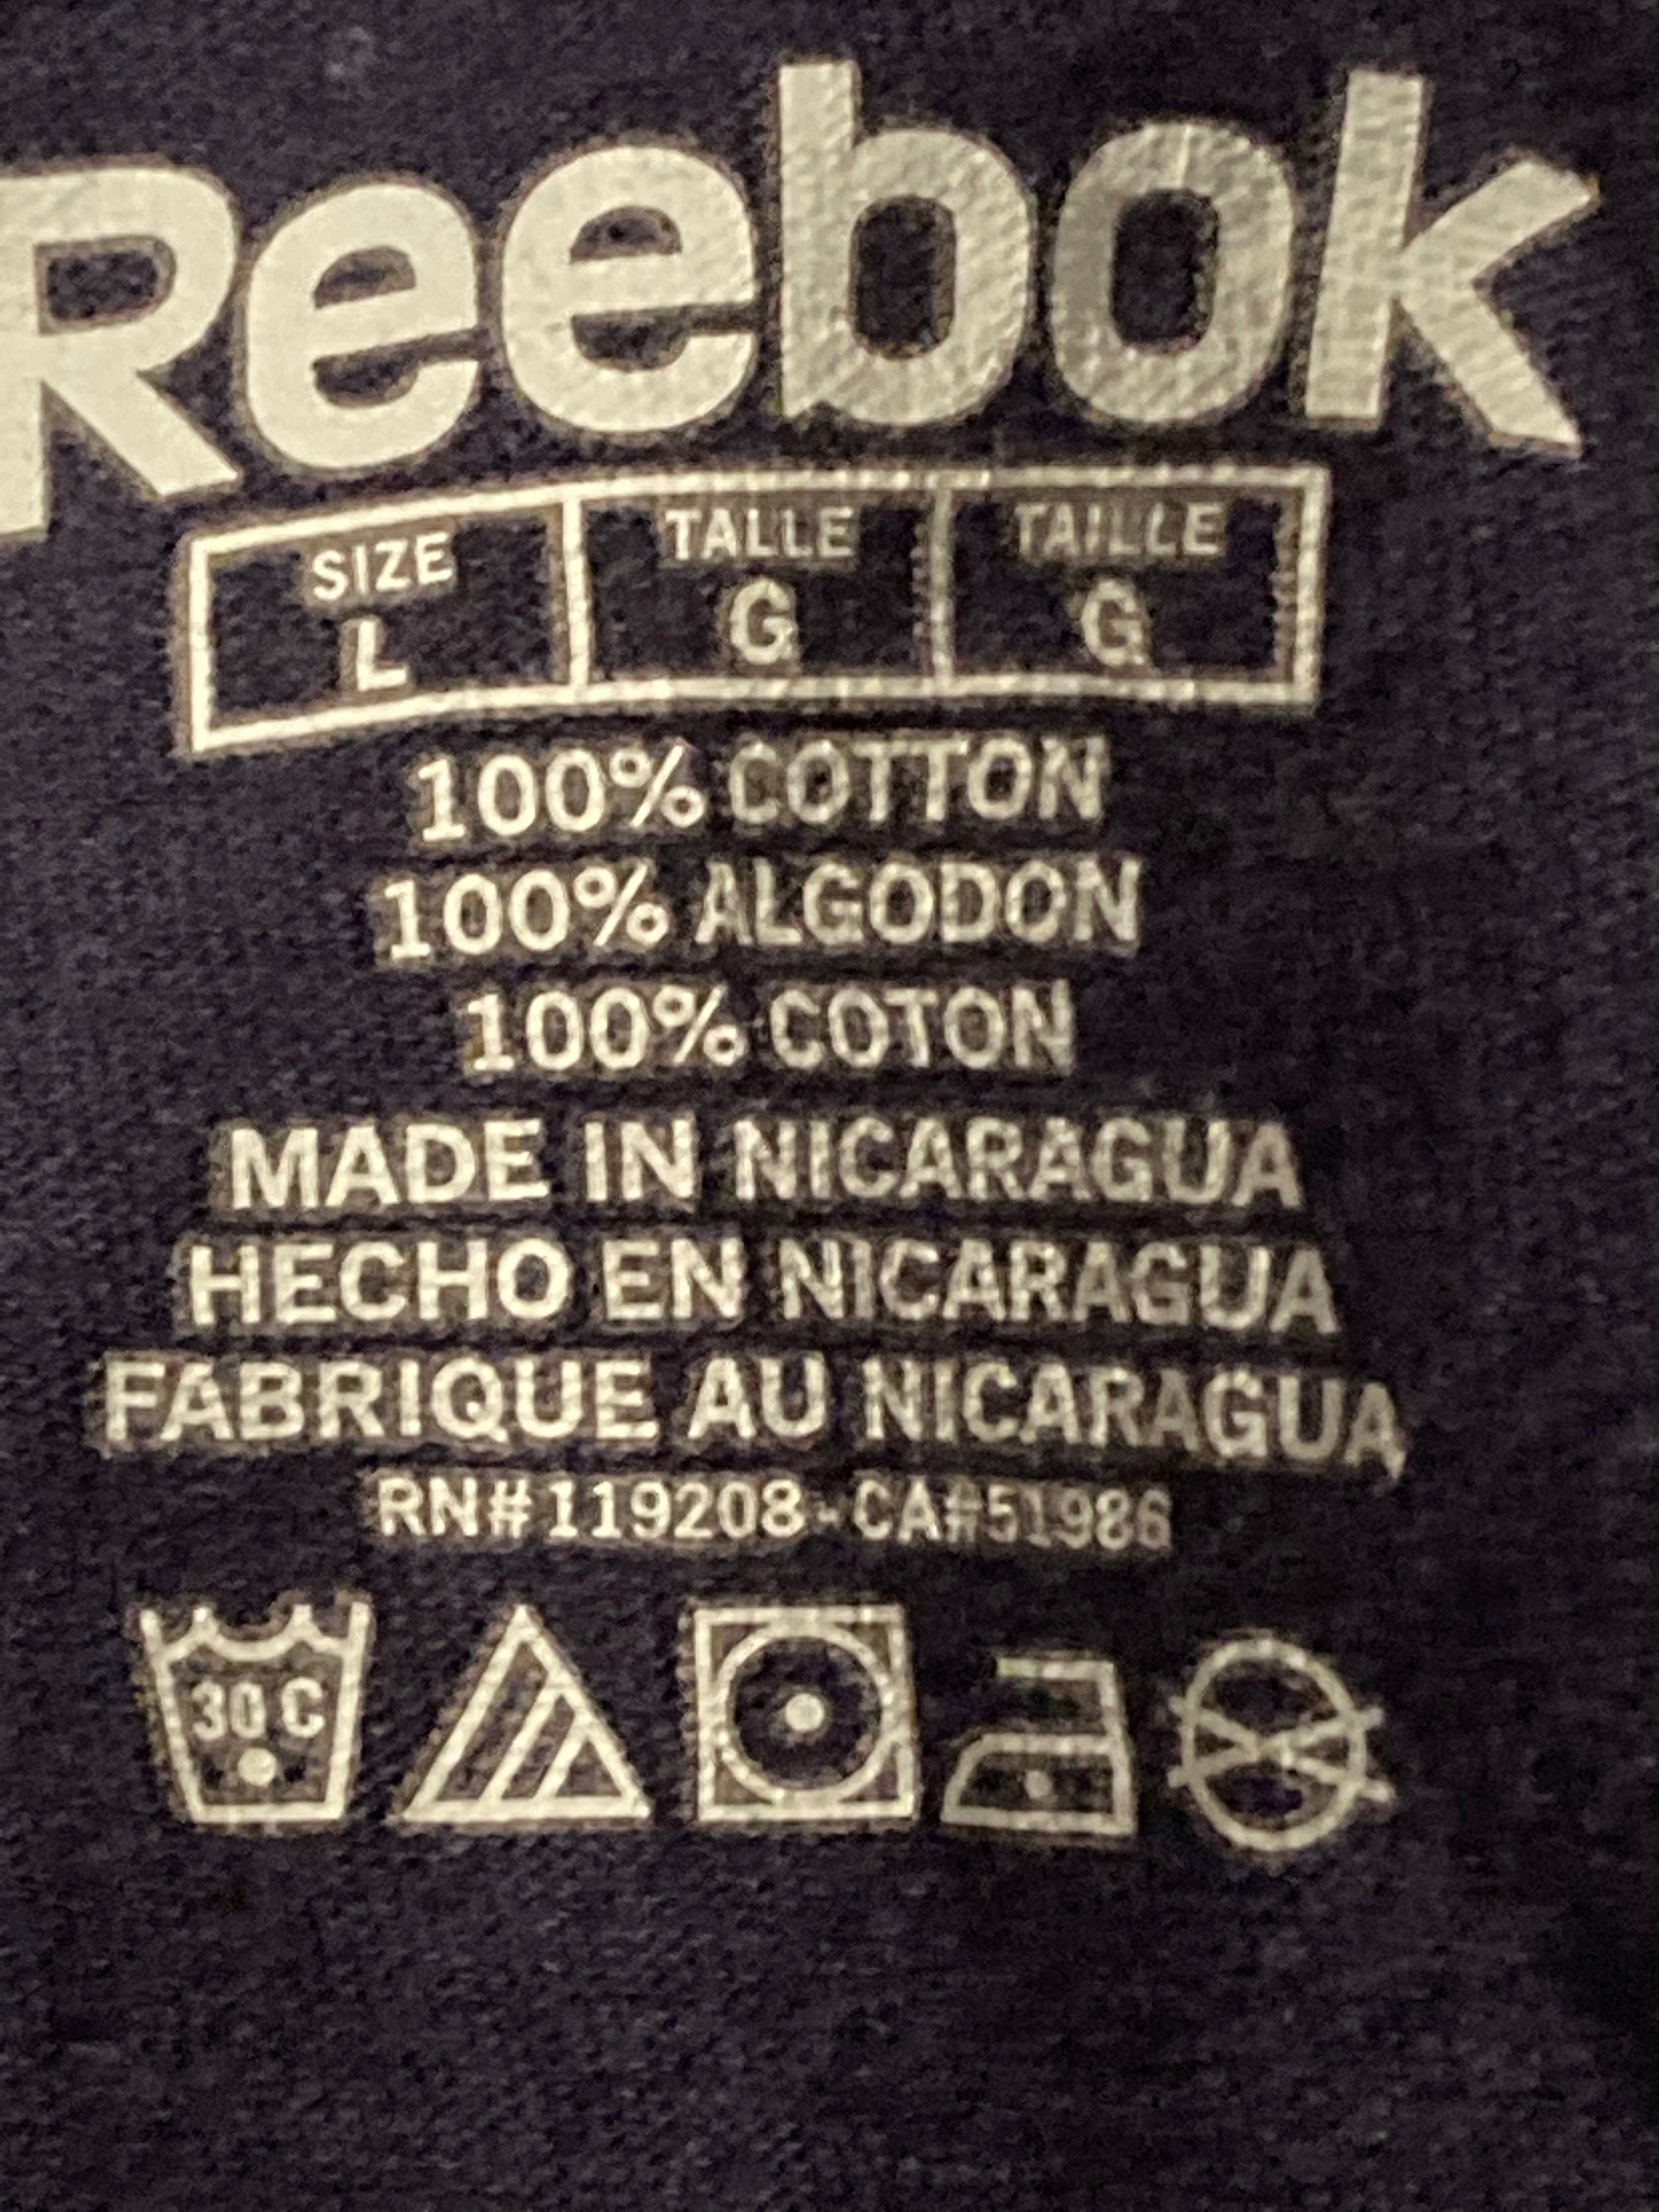 Reebok
SIZE TALLE TAILLE
L G G
100% COTTON
100% ALGODON
100% COTON
MADE IN NICARAGUA
HECHO EN NICARAGUA
FABRIQUE AU NICARAGUA
RN#119208-CA#51986
30C